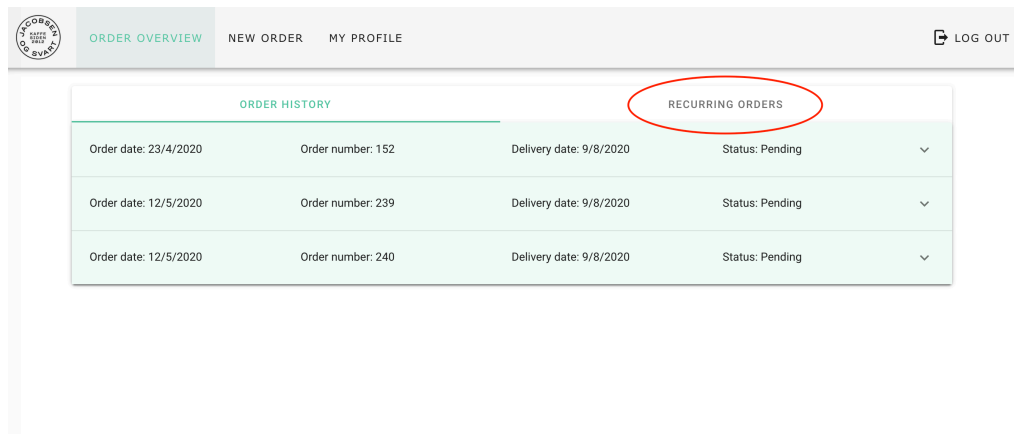 JACOBSEN
OG SVART
KAFFE
SIDEN
2012
ORDER OVERVIEW NEW ORDER MY PROFILE LOG OUT
ORDER HISTORY RECURRING ORDERS
Order date: 23/4/2020 Order number: 152 Delivery date: 9/8/2020 Status: Pending
Order date: 12/5/2020 Order number: 239 Delivery date: 9/8/2020 Status: Pending
Order date: 12/5/2020 Order number: 240 Delivery date: 9/8/2020 Status: Pending